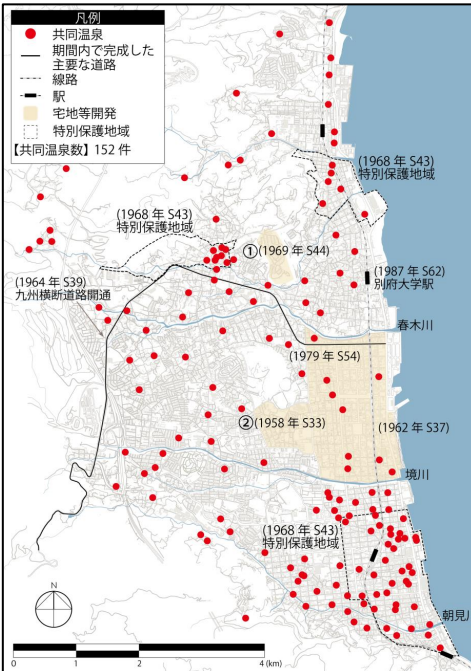 凡例
共同温泉
期間内で完成した
主要な道路
線路
駅
宅地等開発
特別保護地域
【共同温泉数】152 件
(1968 年 S43)
特別保護地域
(1968 年 S43)
特別保護地域
① (1969 年 S44)
(1964 年 S39)
九州横断道路開通
(1987 年 S62)
別府大学駅
春木川
(1979 年 S54)
② (1958 年 S33)
(1962 年 S37)
境川
(1968 年 S43)
特別保護地域
朝見川
N
0 1 2 4 (km)